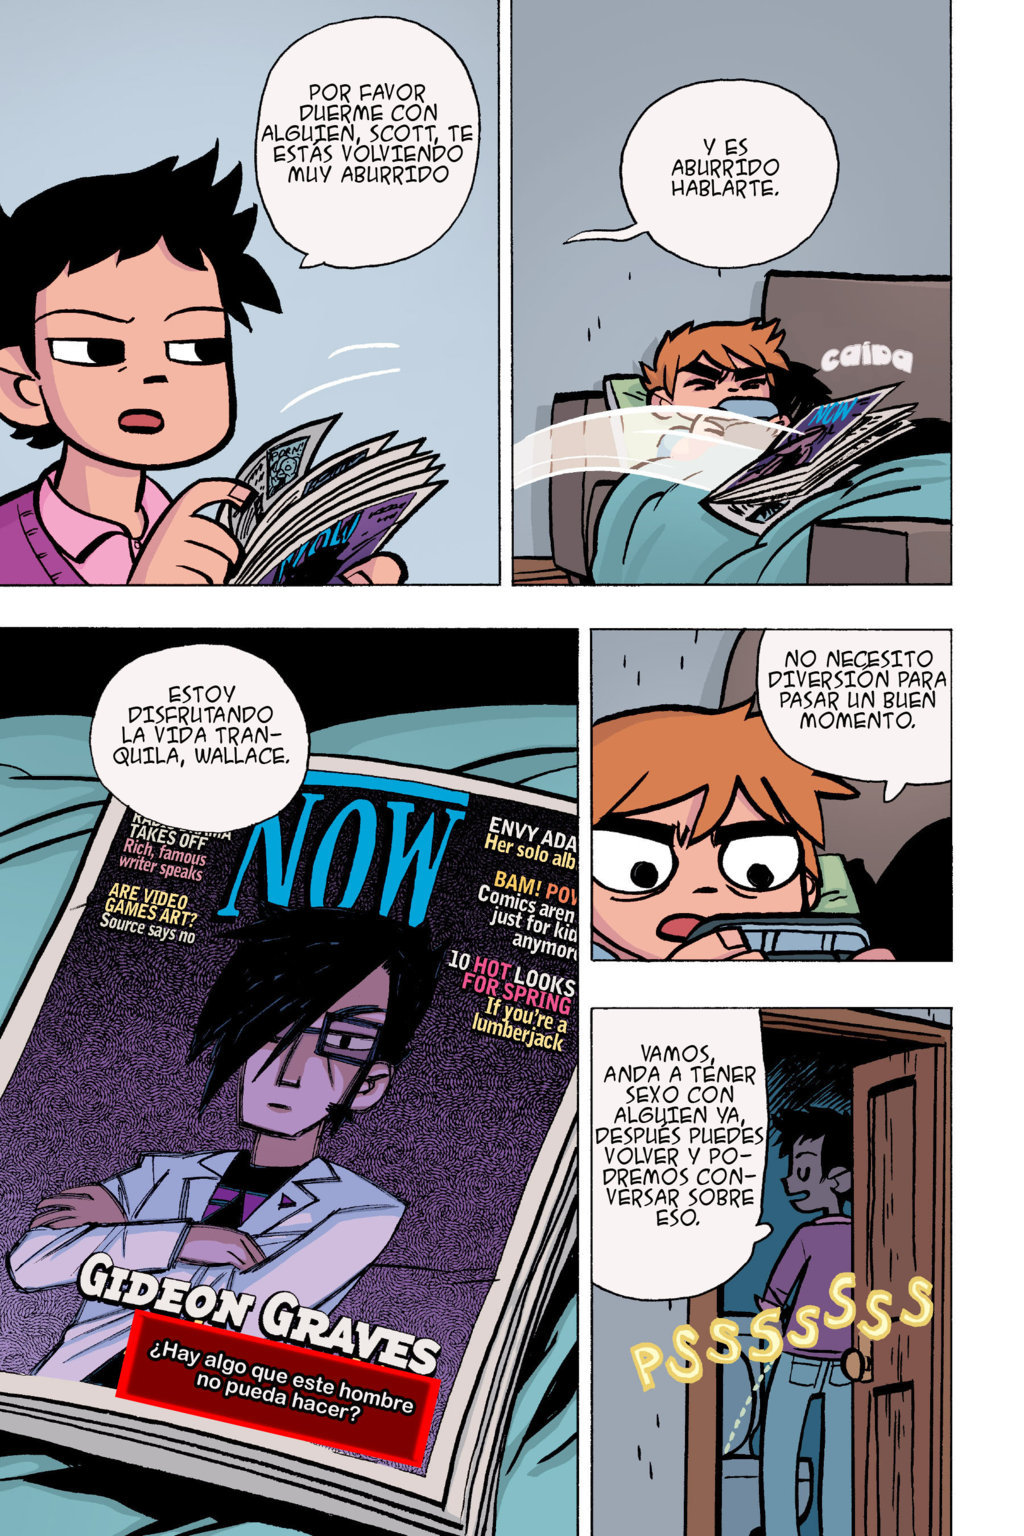 POR FAVOR
DUERME CON
ALGUIEN, SCOTT, TE
ESTÁS VOLVIENDO
MUY ABURRIDO
Y ES
ABURRIDO
HABLARTE.
CAÍDA
NOW
ESTOY
DISFRUTANDO
LA VIDA TRAN-
QUILA, WALLACE.
NOW
TAKES OFF
Rich, famous
writer speaks
ARE VIDEO
GAMES ART?
Source says no
ENVY ADA
Her solo alb
BAM! POW
Comics aren
just for kid
anymore
10 HOT LOOKS
FOR SPRING
If you're a
lumberjack
GIDEON GRAVES
¿Hay algo que este hombre
no pueda hacer?
NO NECESITO
DIVERSIÓN PARA
PASAR UN BUEN
MOMENTO.
VAMOS,
ANDA A TENER
SEXO CON
ALGUIEN YA,
DESPUÉS PUEDES
VOLVER Y PO-
DREMOS CON-
VERSAR SOBRE
ESO.
PSSSSSSS